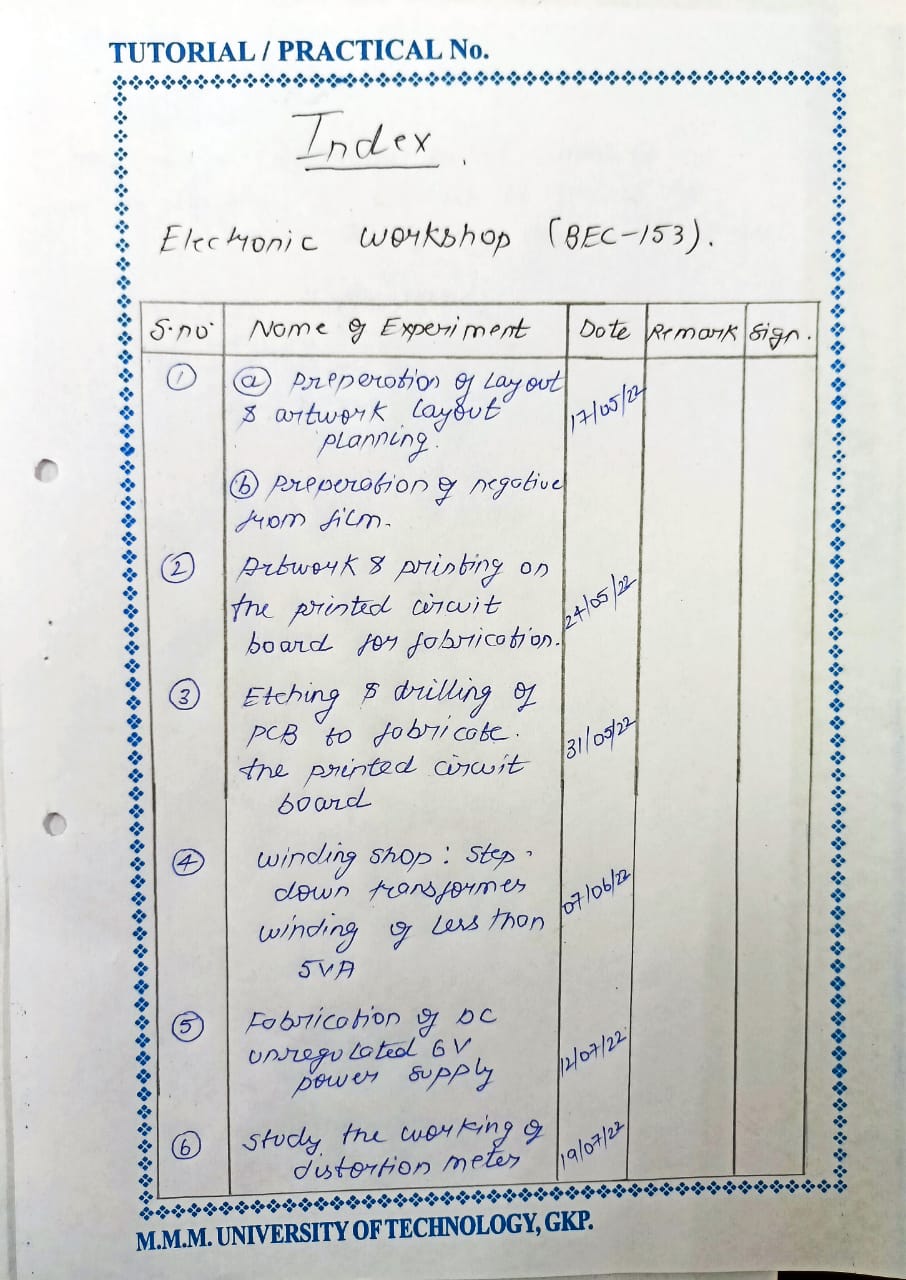 TUTORIAL / PRACTICAL No.
Index.
Electronic workshop (BEC-153).
S.no Name of Experiment Date Remark Sign.
① ⓐ Preperation of Layout
& artwork layout 17/05/22
planning.
ⓑ Preperation of negative
from film.
② Artwork & printing on
the printed circuit 24/05/22
board for fabrication.
③ Etching & drilling of
PCB to fabricate. 31/05/22
the printed circuit
board
④ winding shop: Step
down transformer 07/06/22
winding of Less than
5VA
⑤ Fabrication of DC
unregulated 6V 12/07/22
power supply
⑥ Study the working of
distortion meter 19/07/22
M.M.M. UNIVERSITY OF TECHNOLOGY, GKP.